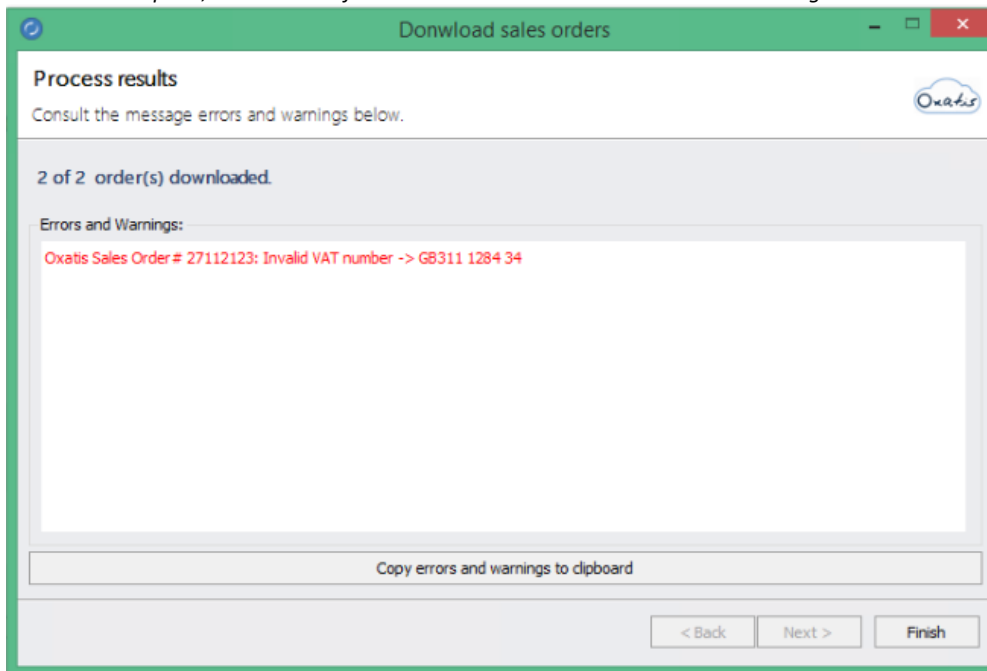 Donwload sales orders
Process results
Consult the message errors and warnings below.
Oxatis
2 of 2 order(s) downloaded.
Errors and Warnings:
Oxatis Sales Order# 27112123: Invalid VAT number -> GB311 1284 34
Copy errors and warnings to clipboard
< Back
Next >
Finish